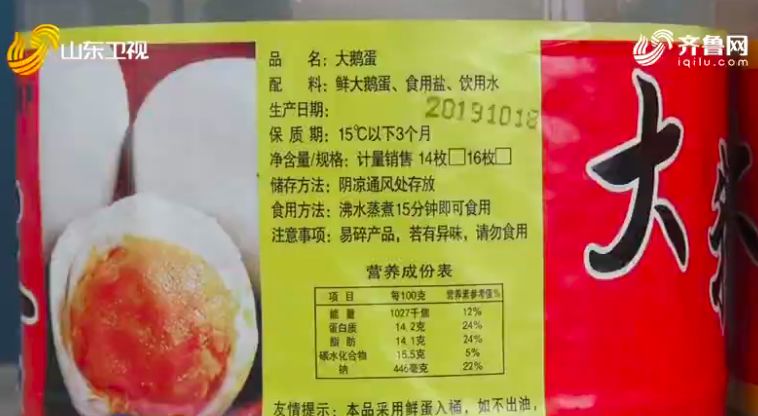 山东卫视
齐鲁网
iqilu.com
品 名：大鹅蛋
配 料：鲜大鹅蛋、食用盐、饮用水
生产日期：
20191018
保 质 期：15℃以下3个月
净含量/规格：计量销售 14枚□16枚□
储存方法：阴凉通风处存放
食用方法：沸水蒸煮15分钟即可食用
注意事项：易碎产品，若有异味，请勿食用
营养成份表
项 目 每100克 营养素参考值%
能 量 1027千焦 12%
蛋白质 14.2克 24%
脂 肪 14.1克 24%
碳水化合物 15.5克 5%
钠 446毫克 22%
友情提示：本品采用鲜蛋入桶，如不出油，
大